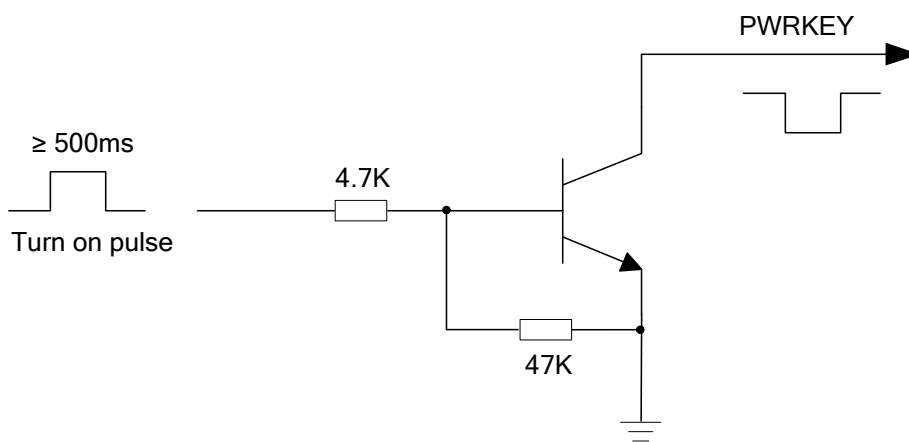 PWRKEY
≥ 500ms
4.7K
Turn on pulse
47K